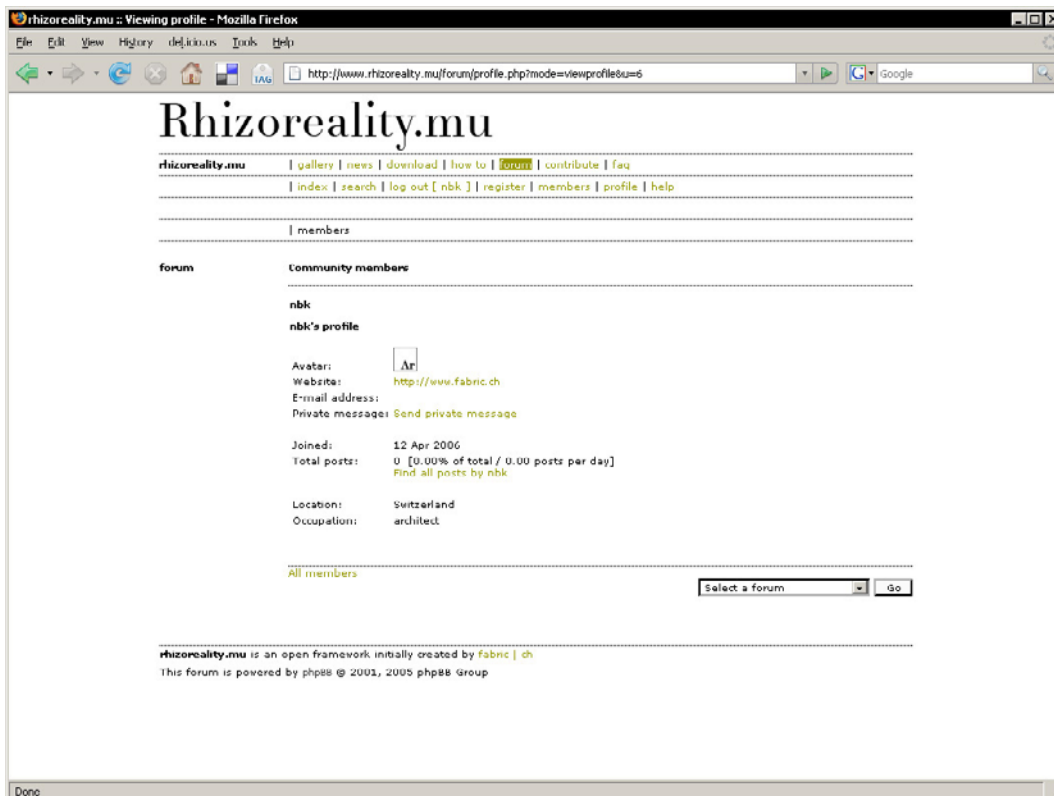 rhizoreality.mu :: Viewing profile - Mozilla Firefox
File Edit View History del.icio.us Tools Help
TAG http://www.rhizoreality.mu/forum/profile.php?mode=viewprofile&u=6 G Google
Rhizoreality.mu
rhizoreality.mu | gallery | news | download | how to | forum | contribute | faq
| index | search | log out [ nbk ] | register | members | profile | help
| members
forum Community members
nbk
nbk's profile
Avatar: Ar
Website: http://www.fabric.ch
E-mail address:
Private message: Send private message
Joined: 12 Apr 2006
Total posts: 0 [0.00% of total / 0.00 posts per day]
Find all posts by nbk
Location: Switzerland
Occupation: architect
All members
Select a forum Go
rhizoreality.mu is an open framework initially created by fabric | ch
This forum is powered by phpBB @ 2001, 2005 phpBB Group
Done